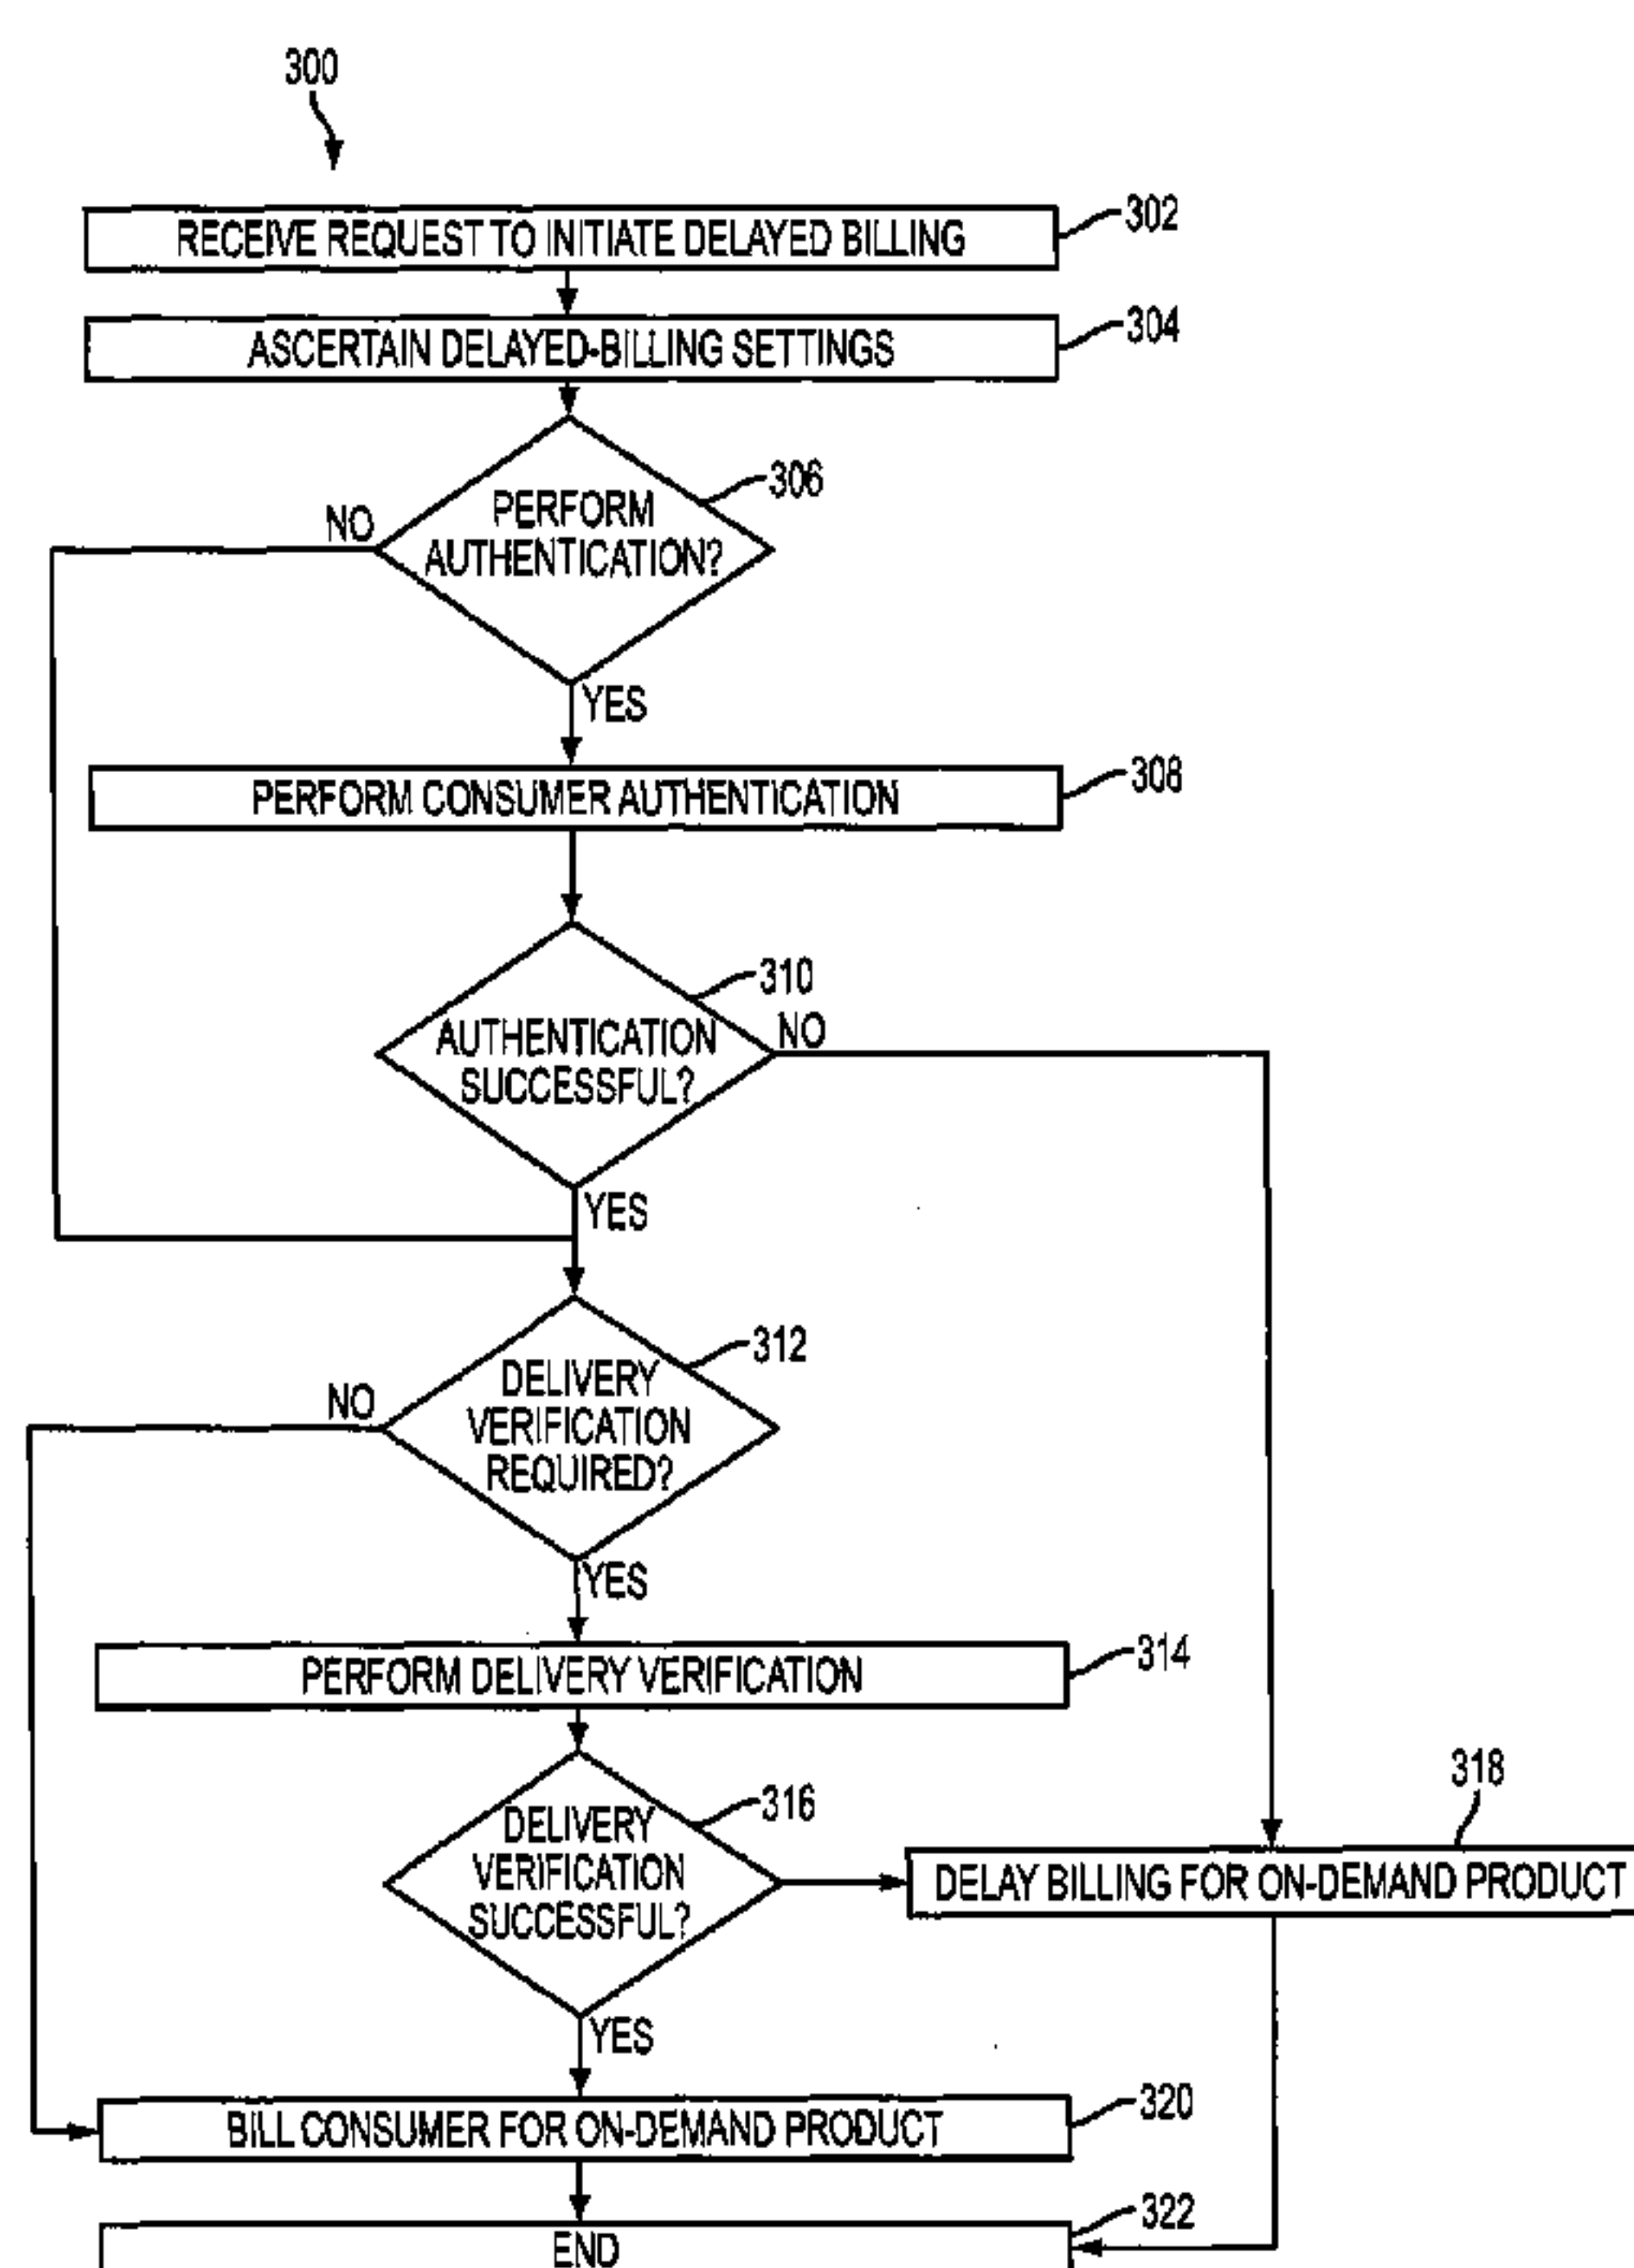 300
RECEIVE REQUEST TO INITIATE DELAYED BILLING
302
ASCERTAIN DELAYED-BILLING SETTINGS
304
306
PERFORM
AUTHENTICATION?
NO
YES
PERFORM CONSUMER AUTHENTICATION
308
310
AUTHENTICATION
SUCCESSFUL?
NO
YES
312
DELIVERY
VERIFICATION
REQUIRED?
NO
YES
PERFORM DELIVERY VERIFICATION
314
316
DELIVERY
VERIFICATION
SUCCESSFUL?
318
DELAY BILLING FOR ON-DEMAND PRODUCT
YES
BILL CONSUMER FOR ON-DEMAND PRODUCT
320
END
322